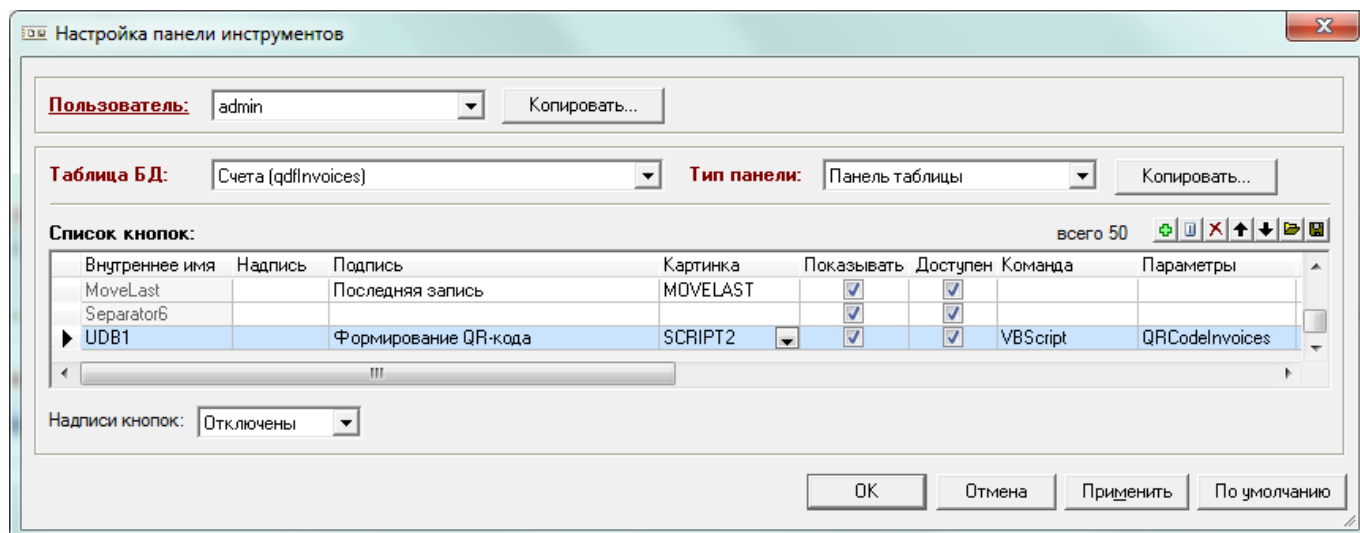 Настройка панели инструментов
Пользователь: admin Копировать...
Таблица БД: Счета (qdfInvoices) Тип панели: Панель таблицы Копировать...
Список кнопок: всего 50
Внутреннее имя Надпись Подпись Картинка Показывать Доступен Команда Параметры
MoveLast Последняя запись MOVELAST
Separator6
UDB1 Формирование QR-кода SCRIPT2 VBScript QRCodeInvoices
Надписи кнопок: Отключены
OK Отмена Применить По умолчанию